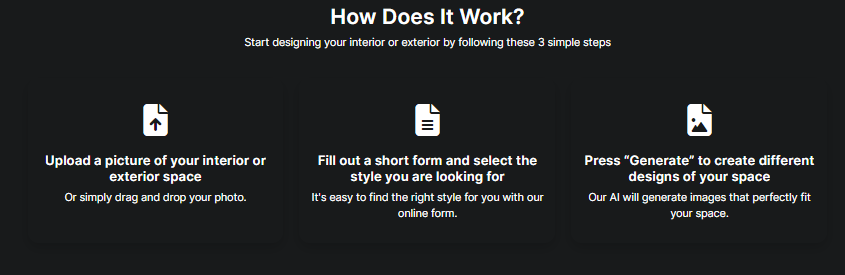 How Does It Work?
Start designing your interior or exterior by following these 3 simple steps
Upload a picture of your interior or
exterior space
Or simply drag and drop your photo.
Fill out a short form and select the
style you are looking for
It's easy to find the right style for you with our
online form.
Press “Generate” to create different
designs of your space
Our AI will generate images that perfectly fit
your space.